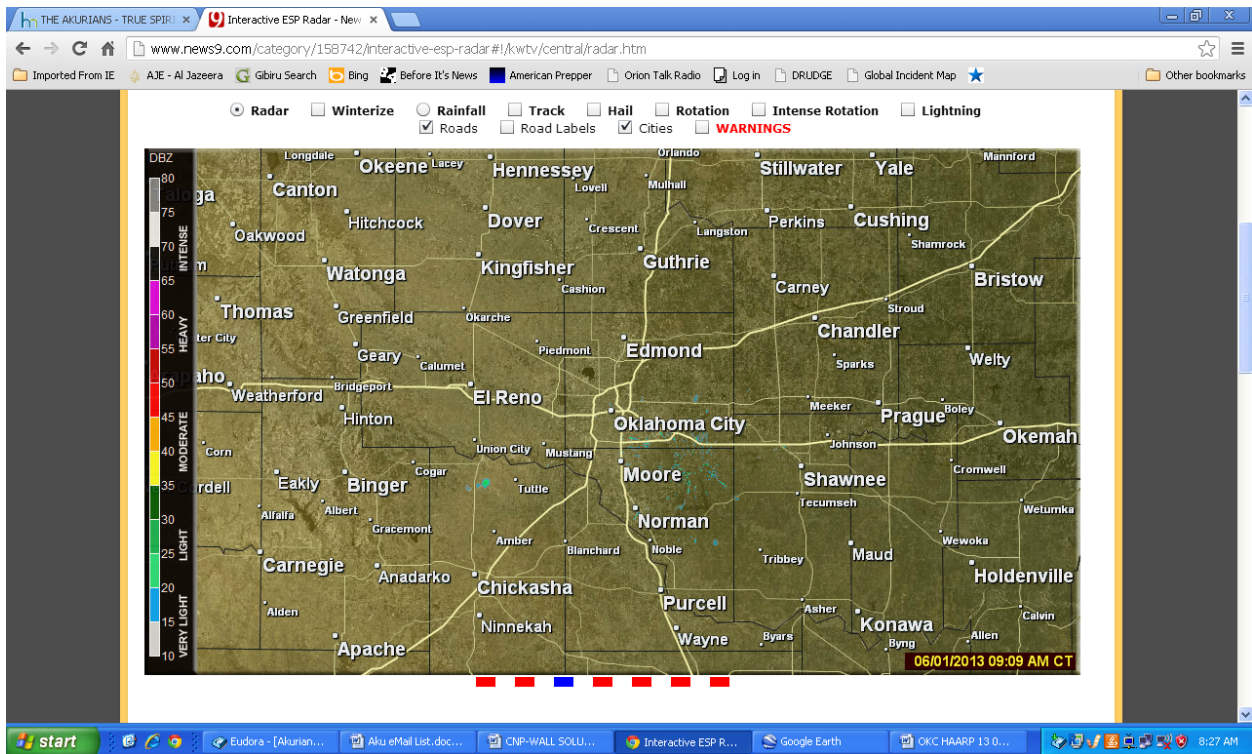 THE AKURIANS - TRUE SPIRI
Interactive ESP Radar - New
www.news9.com/category/158742/interactive-esp-radar#!/kwtv/central/radar.htm
Imported From IE AJE - Al Jazeera Gibiru Search Bing Before It's News American Prepper Orion Talk Radio Log in DRUDGE Global Incident Map Other bookmarks
Radar Winterize Rainfall Track Hail Rotation Intense Rotation Lightning
Roads Road Labels Cities WARNINGS
DBZ
80
75
70
65
60
55
50
45
40
35
30
25
20
15
10
INTENSE
HEAVY
MODERATE
LIGHT
VERY LIGHT
Longdale Okeene Lacey Hennessey Orlando Stillwater Yale Mannford
Canton Lovell Mulhall
Oakwood Hitchcock Dover Crescent Langston Perkins Cushing
Shamrock
Watonga Kingfisher Guthrie
Cashion Carney Bristow
Thomas Greenfield Okarche Stroud
Chandler
ter City Geary Calumet Piedmont Edmond Sparks Welty
aho
Weatherford Bridgeport El Reno Meeker Prague Boley
Hinton Oklahoma City Okemah
Corn Union City Mustang Johnson
Eakly Binger Cogar Tuttle Moore Shawnee Cromwell
rdell
Alfalfa Albert Gracemont Norman Tecumseh Wetumka
Amber Blanchard Noble Wewoka
Carnegie Anadarko Tribbey Maud Holdenville
Chickasha Purcell
Alden Ninnekah Asher Konawa Calvin
Apache Wayne Byars Byng Allen
06/01/2013 09:09 AM CT
start Eudora - [Akurian... Aku eMail List.doc... CNP-WALL SOLU... Interactive ESP R... Google Earth OKC HAARP 13 0... 8:27 AM